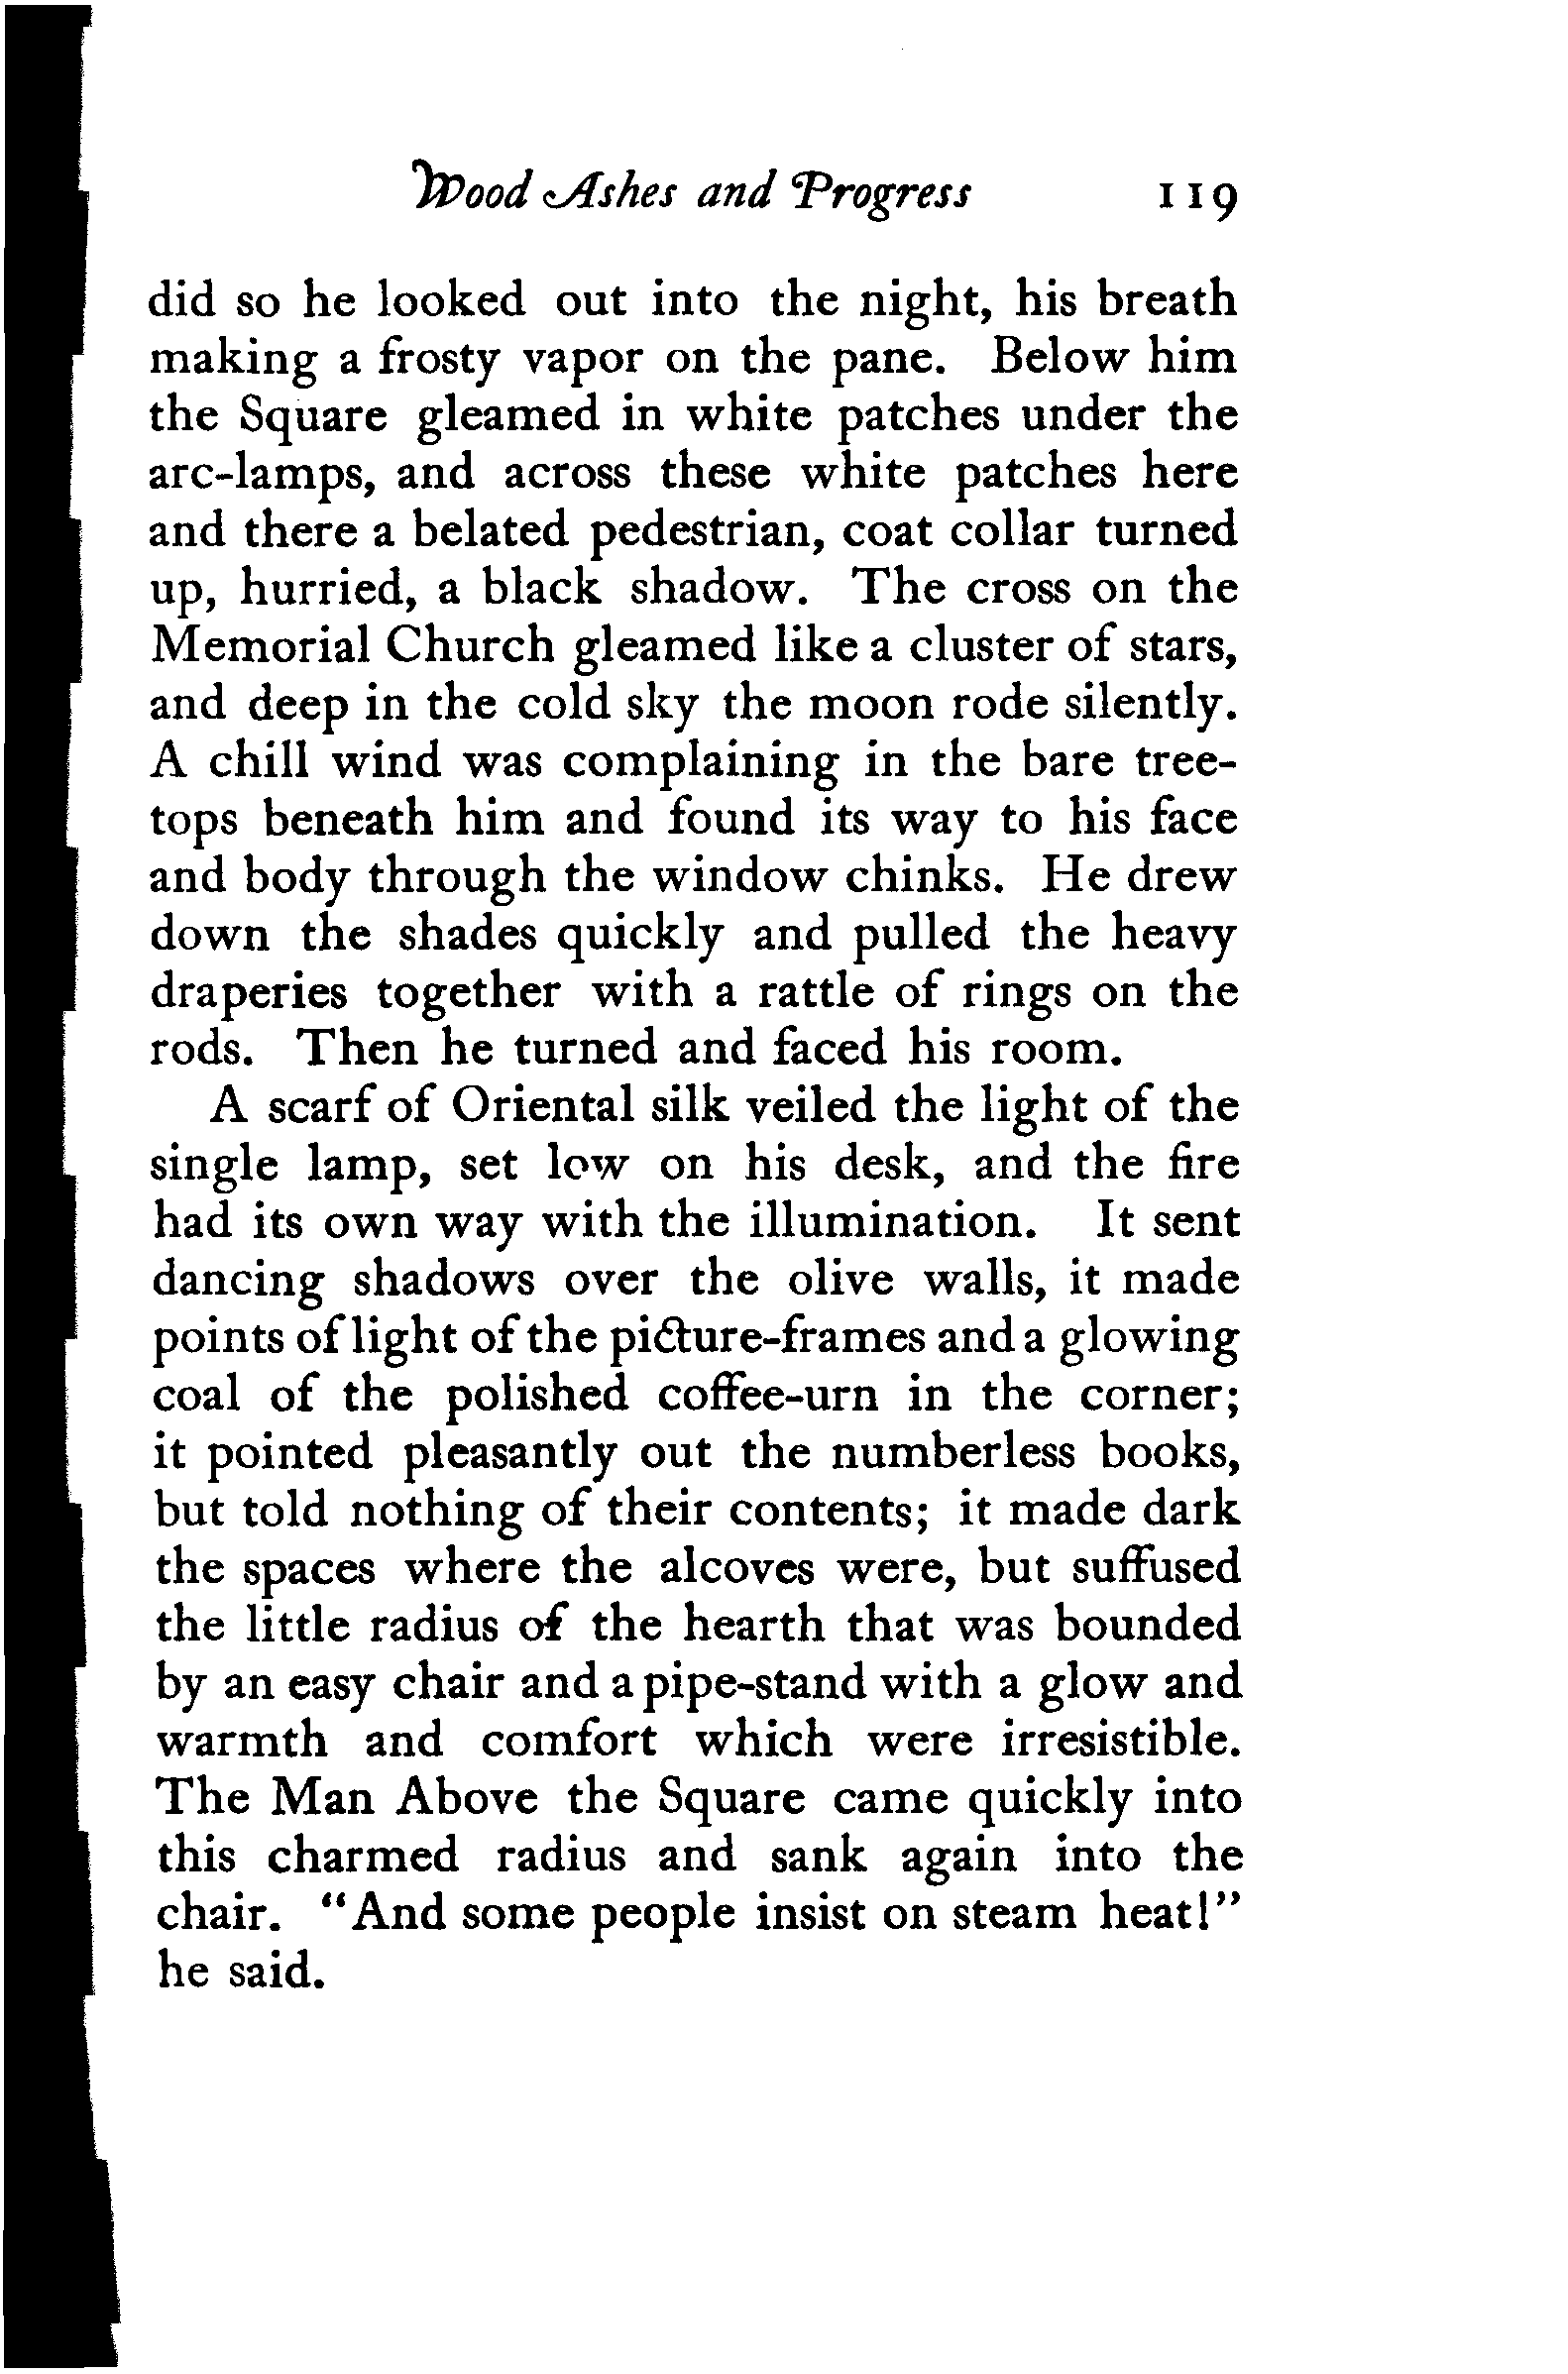 Wood Ashes and Progress 119
did so he looked out into the night, his breath
making a frosty vapor on the pane. Below him
the Square gleamed in white patches under the
arc-lamps, and across these white patches here
and there a belated pedestrian, coat collar turned
up, hurried, a black shadow. The cross on the
Memorial Church gleamed like a cluster of stars,
and deep in the cold sky the moon rode silently.
A chill wind was complaining in the bare tree-
tops beneath him and found its way to his face
and body through the window chinks. He drew
down the shades quickly and pulled the heavy
draperies together with a rattle of rings on the
rods. Then he turned and faced his room.
A scarf of Oriental silk veiled the light of the
single lamp, set low on his desk, and the fire
had its own way with the illumination. It sent
dancing shadows over the olive walls, it made
points of light of the picture-frames and a glowing
coal of the polished coffee-urn in the corner;
it pointed pleasantly out the numberless books,
but told nothing of their contents; it made dark
the spaces where the alcoves were, but suffused
the little radius of the hearth that was bounded
by an easy chair and a pipe-stand with a glow and
warmth and comfort which were irresistible.
The Man Above the Square came quickly into
this charmed radius and sank again into the
chair. "And some people insist on steam heat!"
he said.